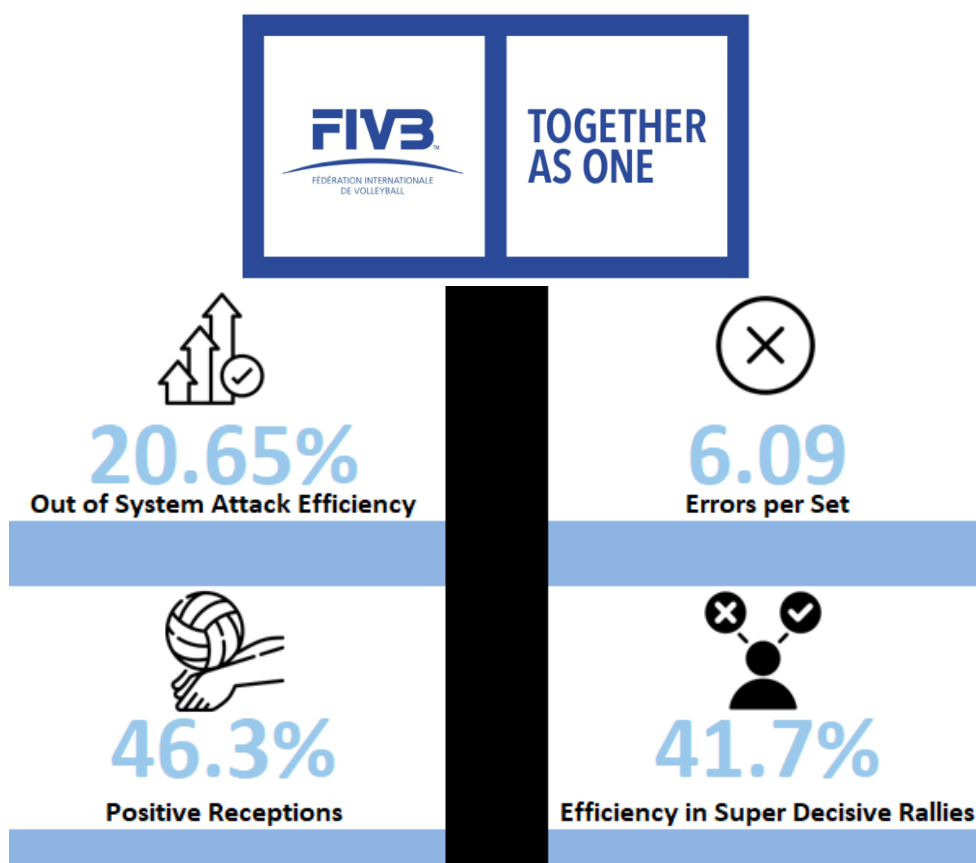 FIVB
TM
FÉDÉRATION INTERNATIONALE
DE VOLLEYBALL
TOGETHER
AS ONE
20.65%
Out of System Attack Efficiency
6.09
Errors per Set
46.3%
Positive Receptions
41.7%
Efficiency in Super Decisive Rallies